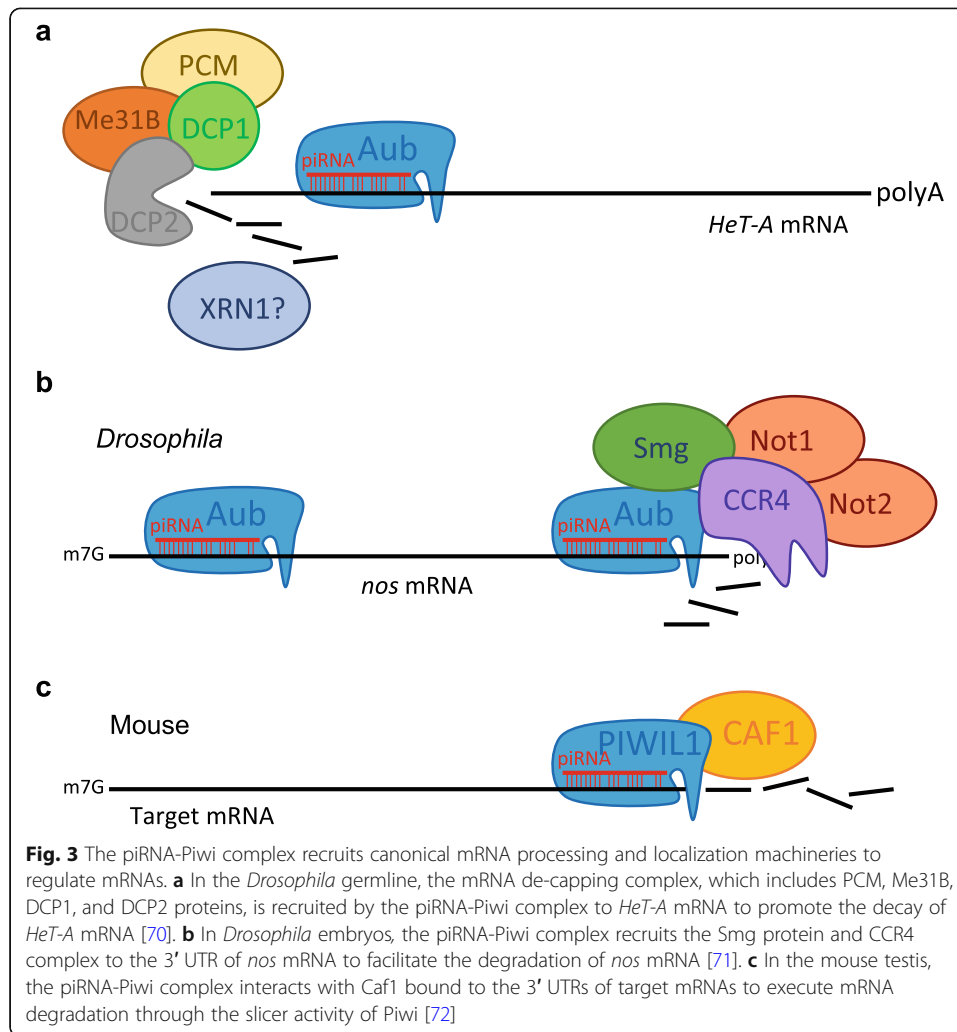 a
PCM
Me31B
DCP1
DCP2
piRNA
Aub
polyA
HeT-A mRNA
XRN1?
b
Drosophila
Smg
Not1
CCR4
Not2
piRNA
Aub
piRNA
Aub
m7G
poly
nos mRNA
c
Mouse
PIWIL1
CAF1
piRNA
m7G
Target mRNA
Fig. 3 The piRNA-Piwi complex recruits canonical mRNA processing and localization machineries to
regulate mRNAs. a In the Drosophila germline, the mRNA de-capping complex, which includes PCM, Me31B,
DCP1, and DCP2 proteins, is recruited by the piRNA-Piwi complex to HeT-A mRNA to promote the decay of
HeT-A mRNA [70]. b In Drosophila embryos, the piRNA-Piwi complex recruits the Smg protein and CCR4
complex to the 3′ UTR of nos mRNA to facilitate the degradation of nos mRNA [71]. c In the mouse testis,
the piRNA-Piwi complex interacts with Caf1 bound to the 3′ UTRs of target mRNAs to execute mRNA
degradation through the slicer activity of Piwi [72]